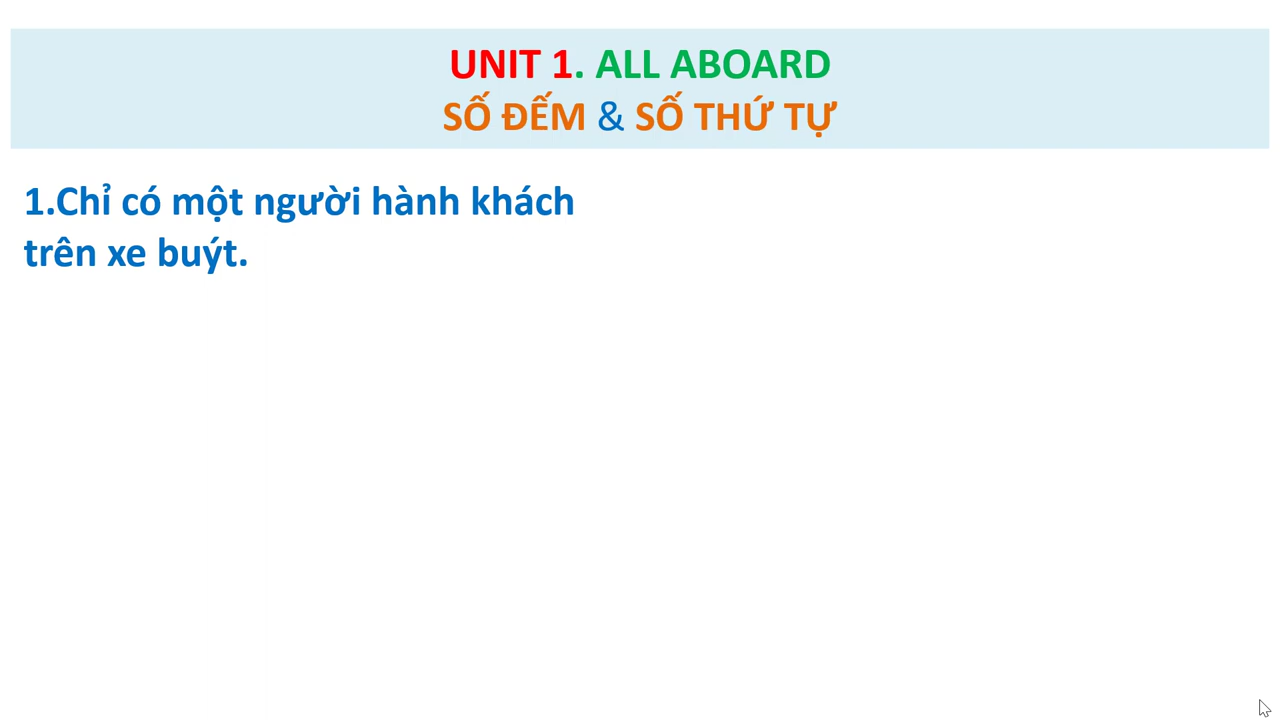 UNIT 1. ALL ABOARD
SỐ ĐẾM & SỐ THỨ TỰ
1.Chỉ có một người hành khách
trên xe buýt.